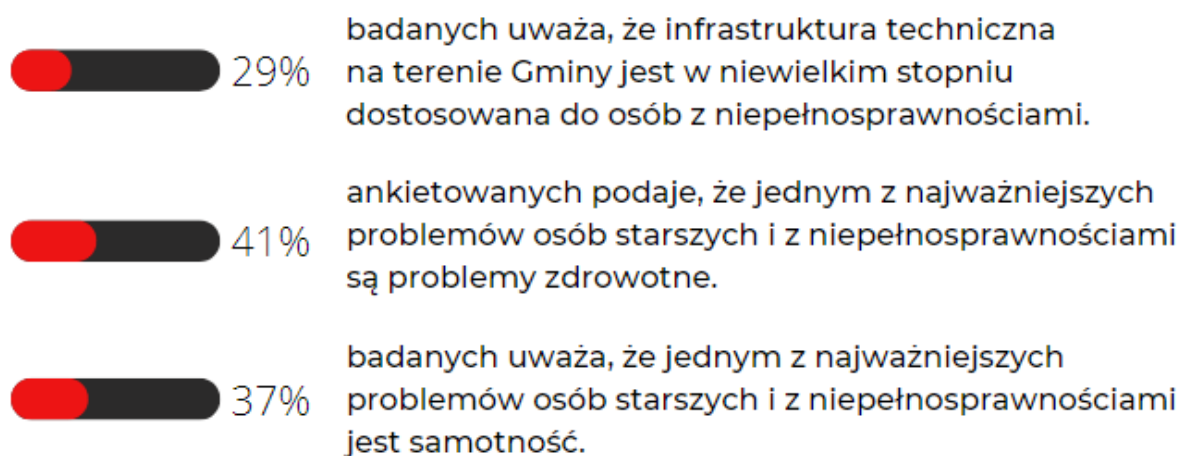 29%
badanych uważa, że infrastruktura techniczna
na terenie Gminy jest w niewielkim stopniu
dostosowana do osób z niepełnosprawnościami.
41%
ankietowanych podaje, że jednym z najważniejszych
problemów osób starszych i z niepełnosprawnościami
są problemy zdrowotne.
37%
badanych uważa, że jednym z najważniejszych
problemów osób starszych i z niepełnosprawnościami
jest samotność.